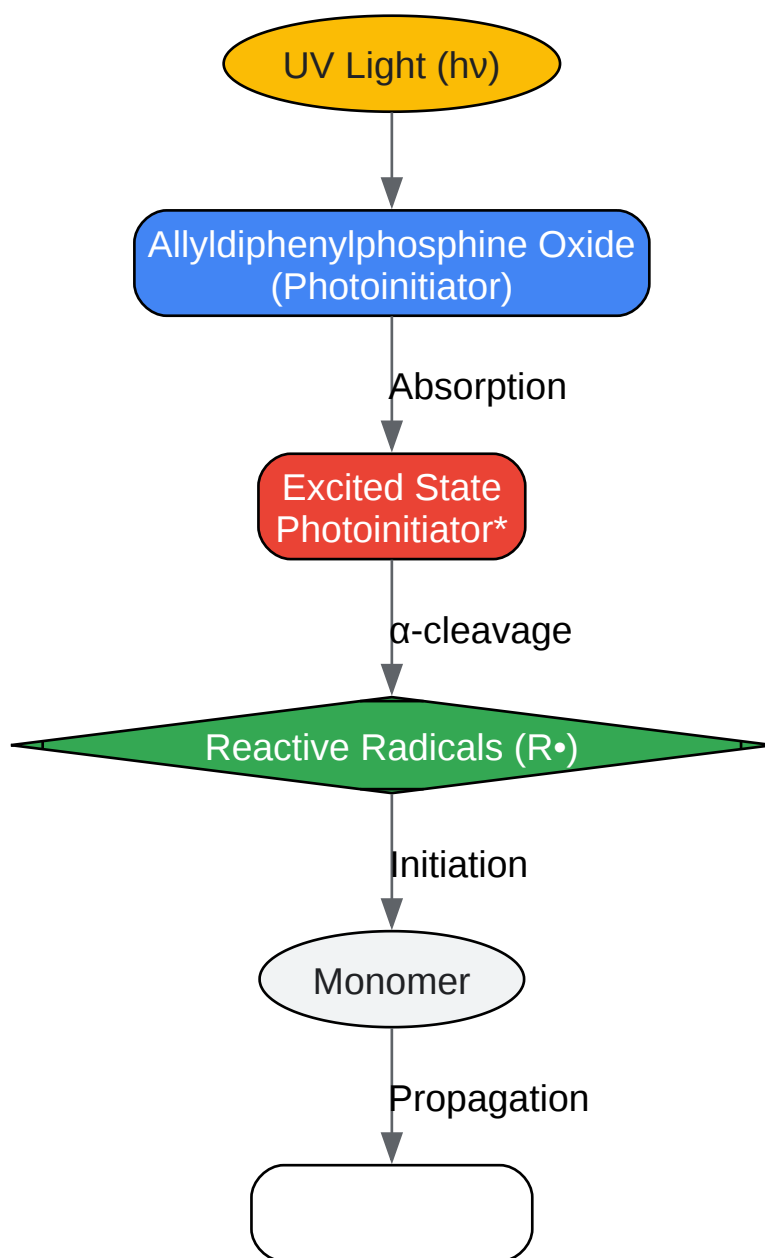 UV Light (hν)
Allyldiphenylphosphine Oxide
(Photoinitiator)
Absorption
Excited State
Photoinitiator*
α-cleavage
Reactive Radicals (R•)
Initiation
Monomer
Propagation